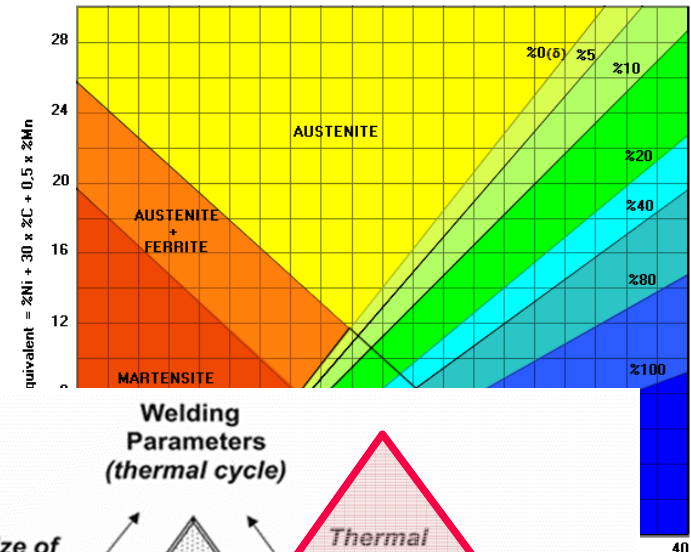 28
%0(δ) %5
%10
24
AUSTENITE
%20
20
%40
AUSTENITE
+
FERRITE
16
%80
12
%100
MARTENSITE
= %Ni + 30 x %C + 0,5 x %Mn
Welding
Parameters
(thermal cycle)
of
Thermal
40